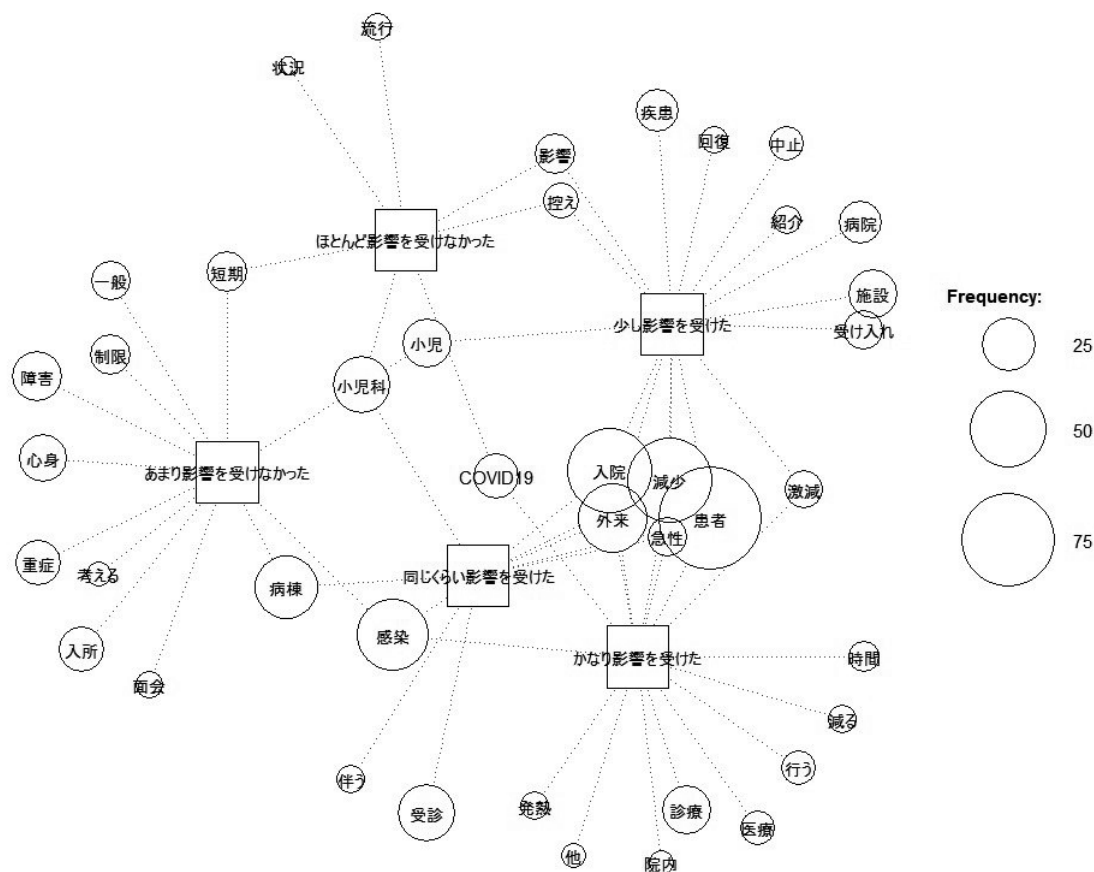 流行
状況
疾患
回復
中止
影響
控え
紹介
病院
ほとんど影響を受けなかった
短期
一般
施設
Frequency:
少し影響を受けた
受け入れ
25
小児
制限
障害
小児科
50
心身
あまり影響を受けなかった
COVID19
入院
減少
激減
外来
患者
急性
75
重症
考える
病棟
同じくらい影響を受けた
感染
入所
面会
かなり影響を受けた
時間
減る
伴う
行う
受診
発熱
診療
医療
他
院内